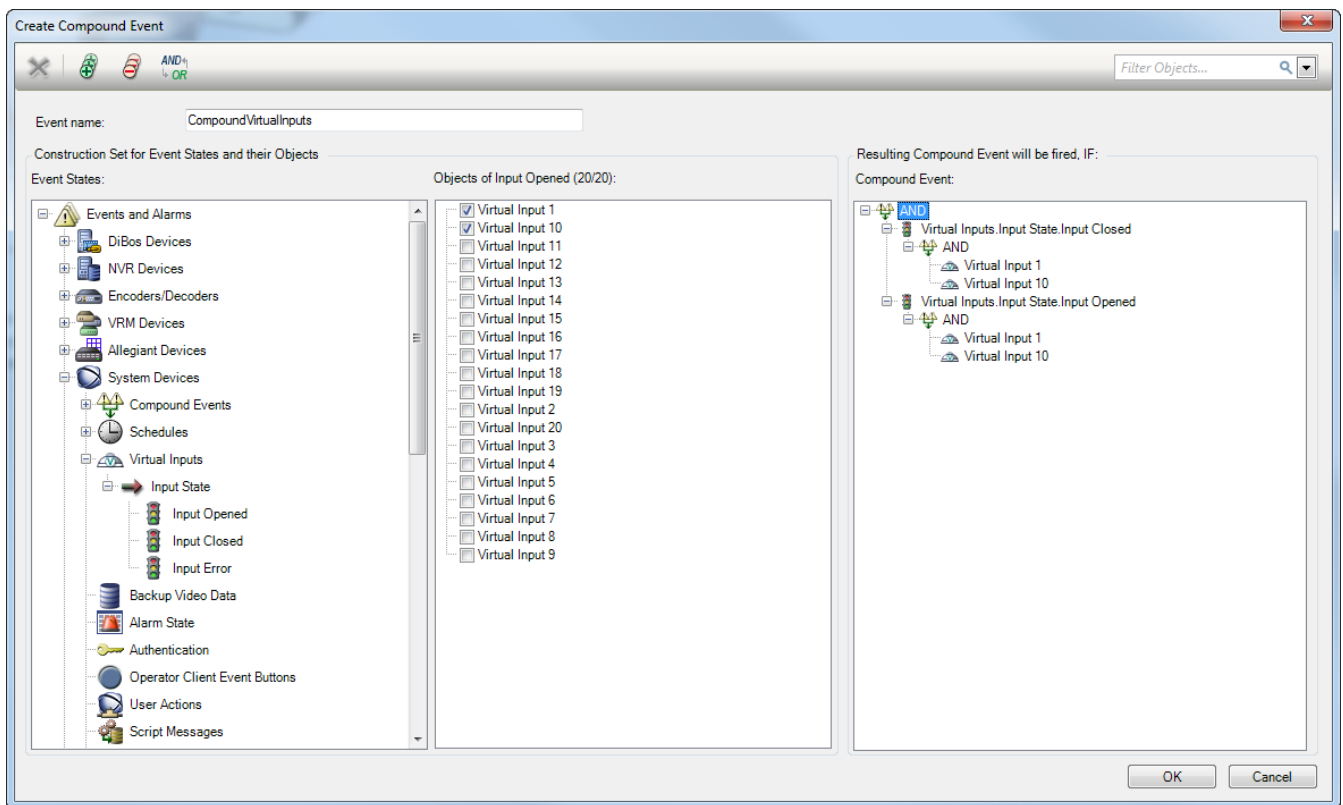 Create Compound Event
AND
OR
Filter Objects...
Event name:
CompoundVirtualInputs
Construction Set for Event States and their Objects
Event States:
Events and Alarms
DiBos Devices
NVR Devices
Encoders/Decoders
VRM Devices
Allegiant Devices
System Devices
Compound Events
Schedules
Virtual Inputs
Input State
Input Opened
Input Closed
Input Error
Backup Video Data
Alarm State
Authentication
Operator Client Event Buttons
User Actions
Script Messages
Objects of Input Opened (20/20):
Virtual Input 1
Virtual Input 10
Virtual Input 11
Virtual Input 12
Virtual Input 13
Virtual Input 14
Virtual Input 15
Virtual Input 16
Virtual Input 17
Virtual Input 18
Virtual Input 19
Virtual Input 2
Virtual Input 20
Virtual Input 3
Virtual Input 4
Virtual Input 5
Virtual Input 6
Virtual Input 7
Virtual Input 8
Virtual Input 9
Resulting Compound Event will be fired, IF:
Compound Event:
AND
Virtual Inputs.Input State.Input Closed
AND
Virtual Input 1
Virtual Input 10
Virtual Inputs.Input State.Input Opened
AND
Virtual Input 1
Virtual Input 10
OK
Cancel